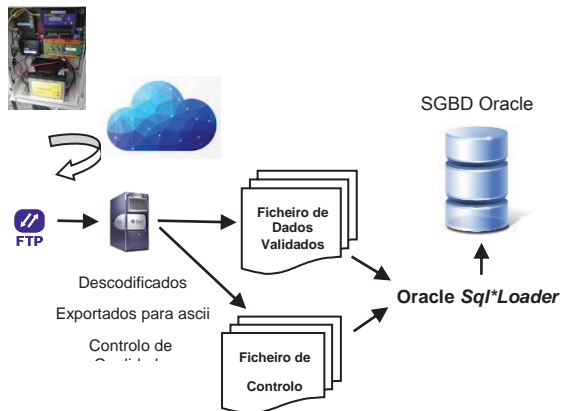 SGBD Oracle
FTP
Ficheiro de
Dados
Validados
Descodificados
Exportados para ascii
Controlo de
Oracle Sql*Loader
Ficheiro de
Controlo